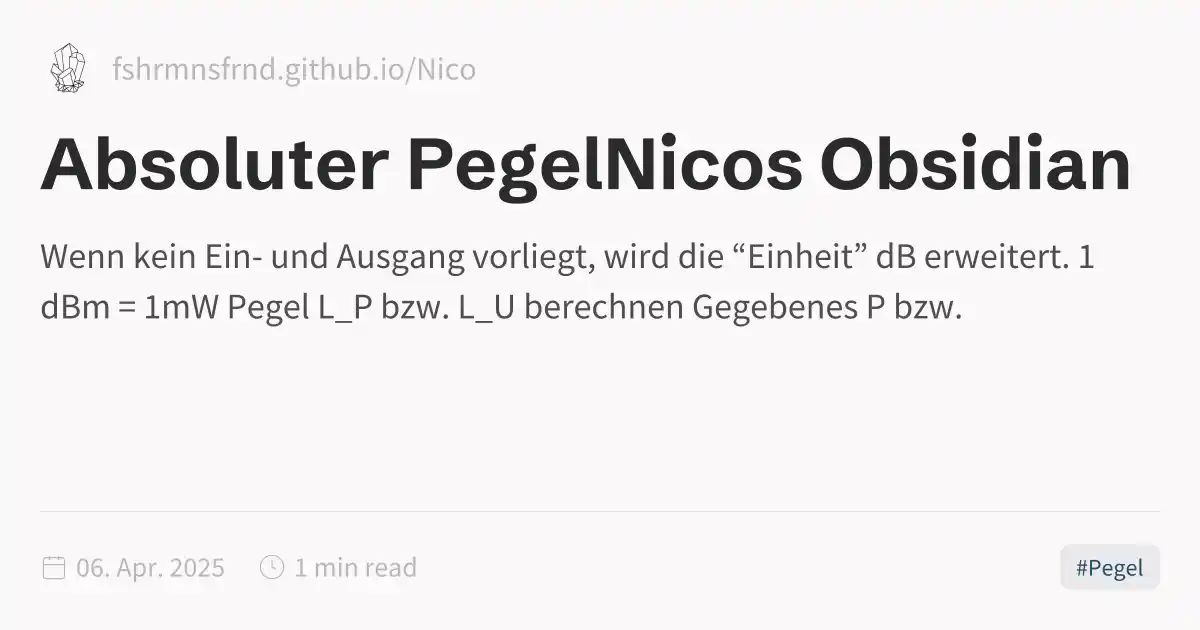 fshrmnsfrnd.github.io/Nico
Absoluter PegelNicos Obsidian
Wenn kein Ein- und Ausgang vorliegt, wird die “Einheit” dB erweitert. 1
dBm = 1mW Pegel L_P bzw. L_U berechnen Gegebenes P bzw.
06. Apr. 2025
1 min read
#Pegel